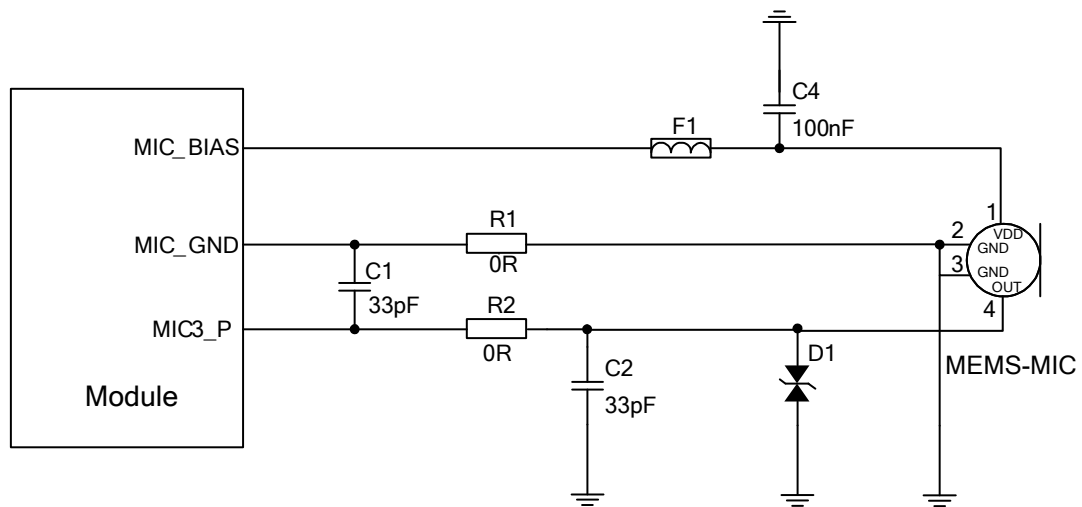 C4
100nF
F1
MIC_BIAS
1
R1
2
VDD
MIC_GND
GND
0R
3
GND
C1
OUT
33pF
R2
4
MIC3_P
0R
D1
MEMS-MIC
C2
33pF
Module